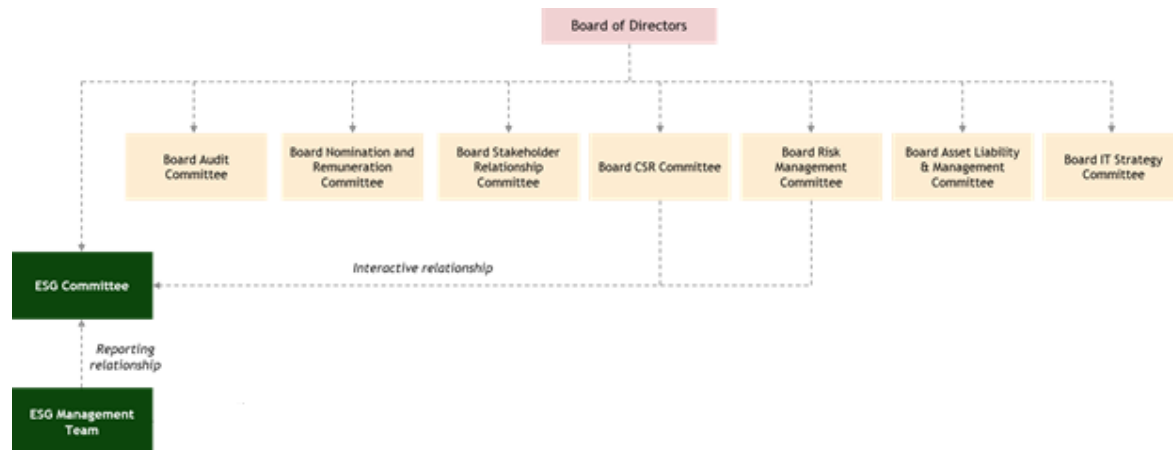 Board of Directors
Board Audit
Committee
Board Nomination and
Remuneration
Committee
Board Stakeholder
Relationship
Committee
Board CSR Committee
Board Risk
Management
Committee
Board Asset Liability
& Management
Committee
Board IT Strategy
Committee
Interactive relationship
ESG Committee
Reporting
relationship
ESG Management
Team